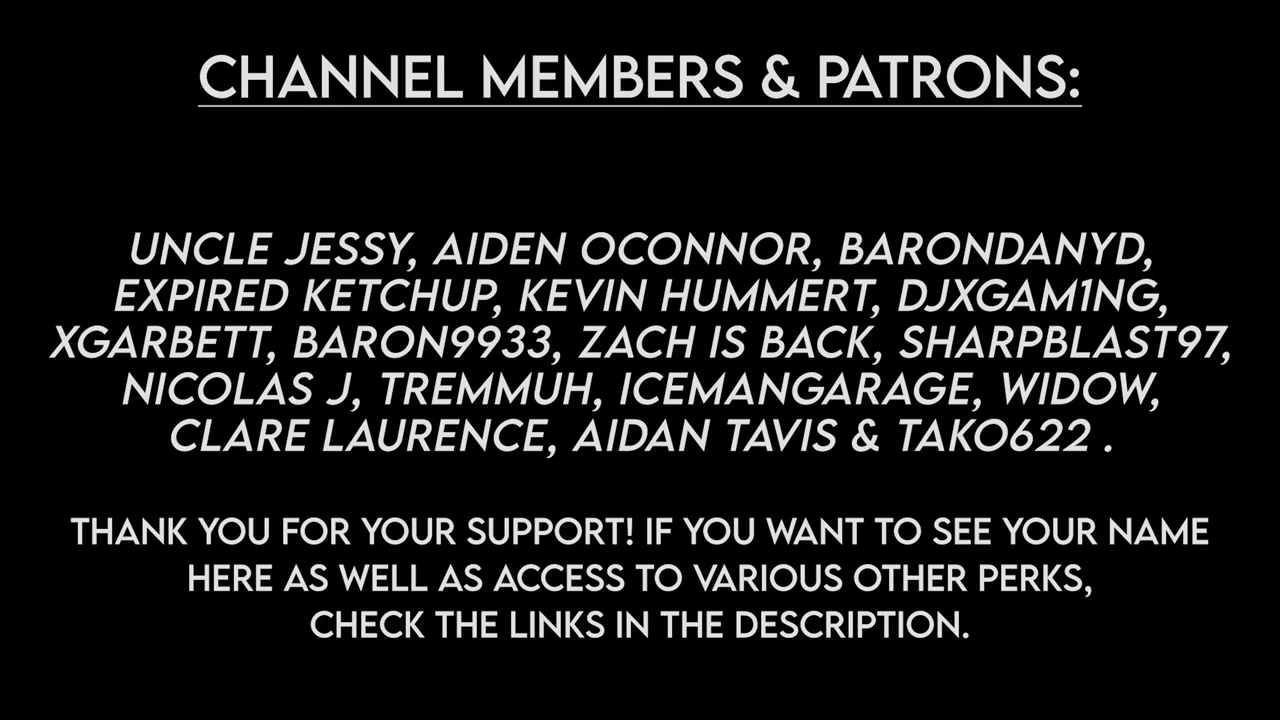 CHANNEL MEMBERS & PATRONS:
UNCLE JESSY, AIDEN OCONNOR, BARONDANYD,
EXPIRED KETCHUP, KEVIN HUMMERT, DJXGAM1NG,
XGARBETT, BARON9933, ZACH IS BACK, SHARPBLAST97,
NICOLAS J, TREMMUH, ICEMANGARAGE, WIDOW,
CLARE LAURENCE, AIDAN TAVIS & TAKO622 .
THANK YOU FOR YOUR SUPPORT! IF YOU WANT TO SEE YOUR NAME
HERE AS WELL AS ACCESS TO VARIOUS OTHER PERKS,
CHECK THE LINKS IN THE DESCRIPTION.